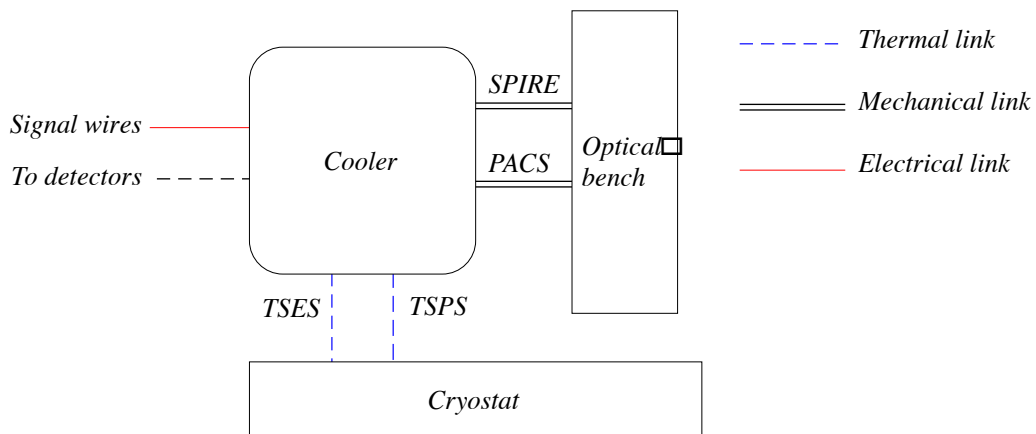 SPIRE
Thermal link
Mechanical link
Signal wires
Cooler
Optical
bench
To detectors
PACS
Electrical link
TSES
TSPS
Cryostat